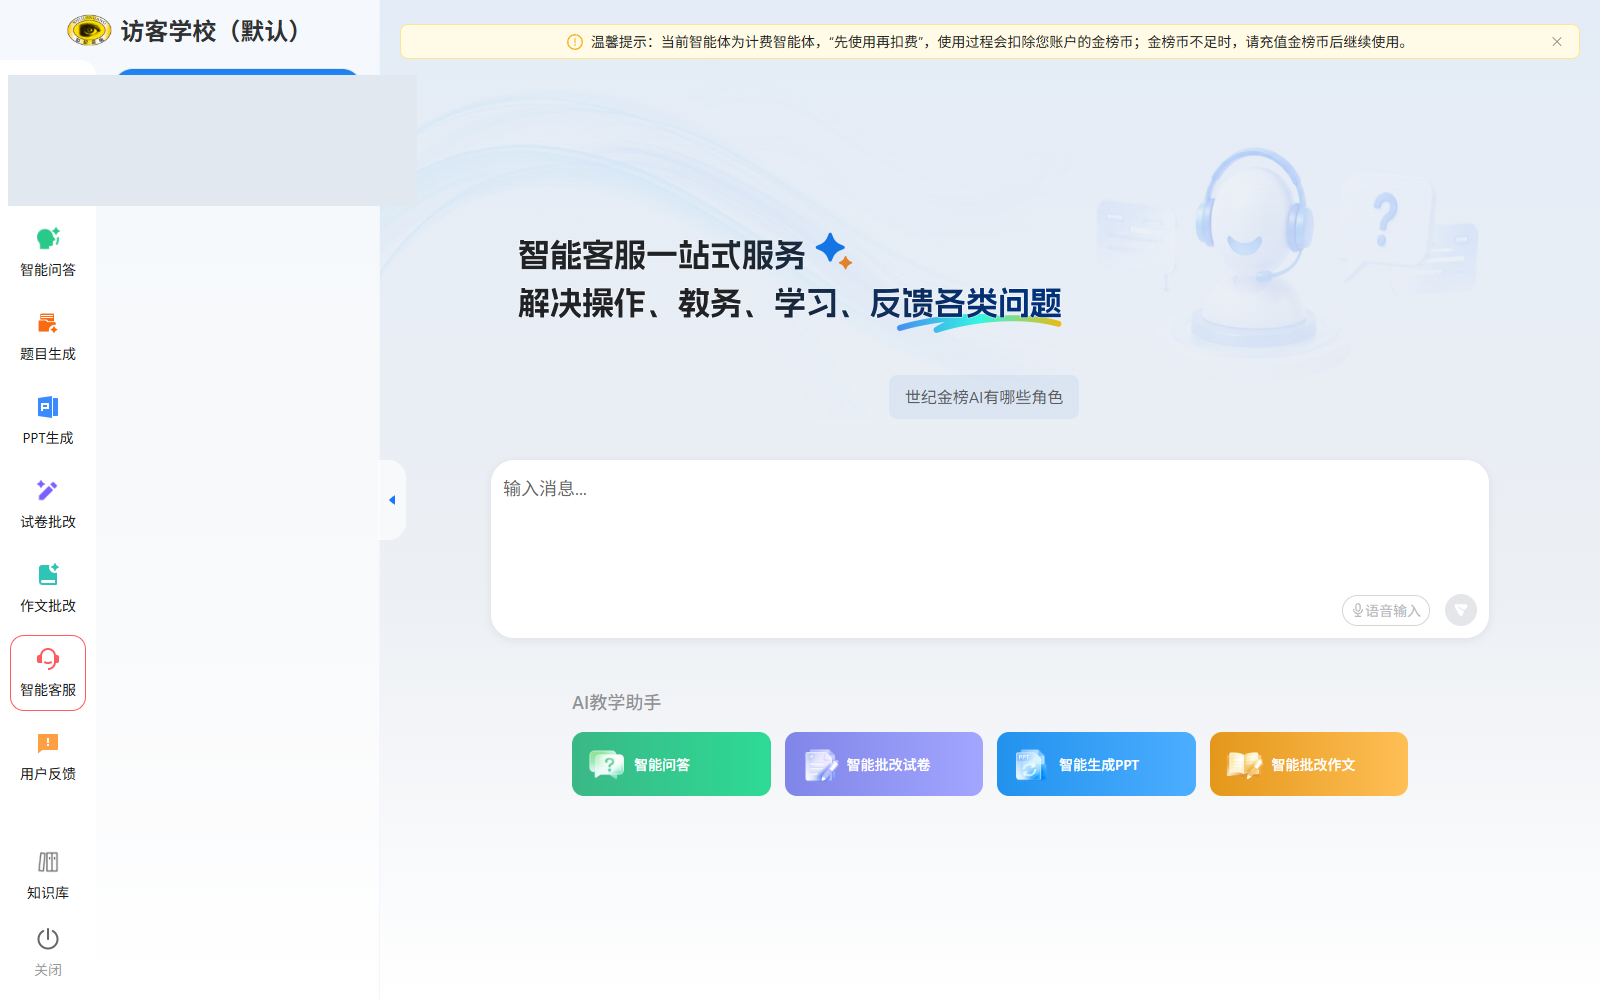 访客学校（默认）
温馨提示：当前智能体为计费智能体，“先使用再扣费”，使用过程会扣除您账户的金榜币；金榜币不足时，请充值金榜币后继续使用。
智能问答
题目生成
PPT生成
试卷批改
作文批改
智能客服
用户反馈
知识库
关闭
智能客服一站式服务
解决操作、教务、学习、反馈各类问题
世纪金榜AI有哪些角色
输入消息...
语音输入
AI教学助手
智能问答
智能批改试卷
智能生成PPT
智能批改作文